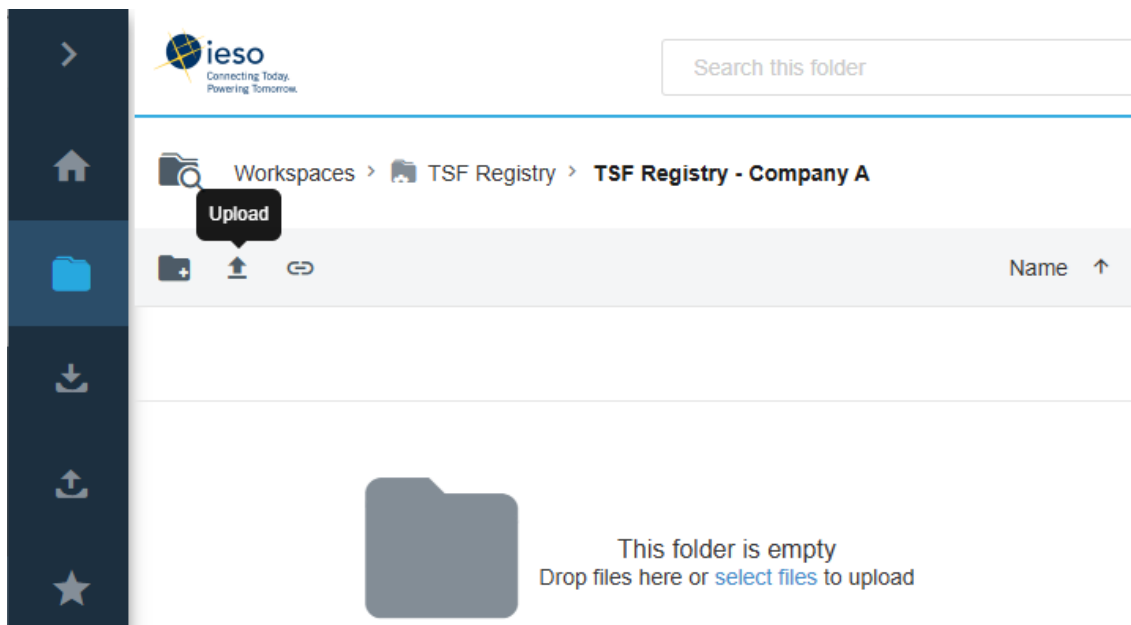 ieso
Connecting Today.
Powering Tomorrow.
Search this folder
Workspaces > TSF Registry > TSF Registry - Company A
Upload
Name ↑
This folder is empty
Drop files here or select files to upload